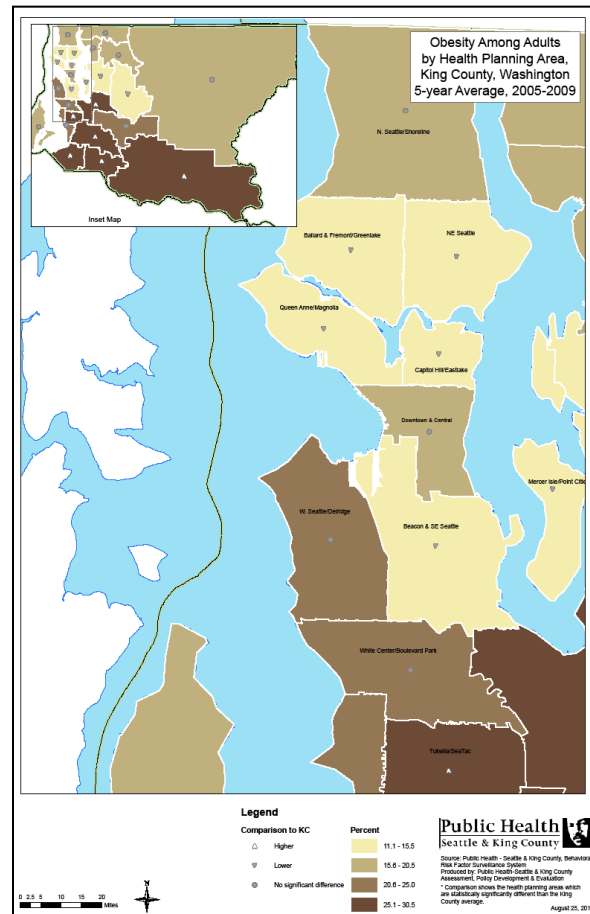 Obesity Among Adults
by Health Planning Area,
King County, Washington
5-year Average, 2005-2009
Inset Map
N. Seattle/Shoreline
Ballard & Fremont/Greenlake
NE Seattle
Queen Anne/Magnolia
Capitol Hill/Eastlake
Downtown & Central
Mercer Isle/Point Citie
W. Seattle/Delridge
Beacon & SE Seattle
White Center/Boulevard Park
Tukwila/SeaTac
Legend
Comparison to KC
Percent
Higher
11.1 - 15.5
Lower
15.6 - 20.5
No significant difference
20.6 - 25.0
25.1 - 30.5
0 2.5 5 10 15 20
Miles
N
Public Health
Seattle & King County
Source: Public Health - Seattle & King County, Behavioral
Risk Factor Surveillance System
Produced by: Public Health-Seattle & King County
Assessment, Policy Development & Evaluation
* Comparison shows the health planning areas which
are statistically significantly different than the King
County average.
August 25, 201